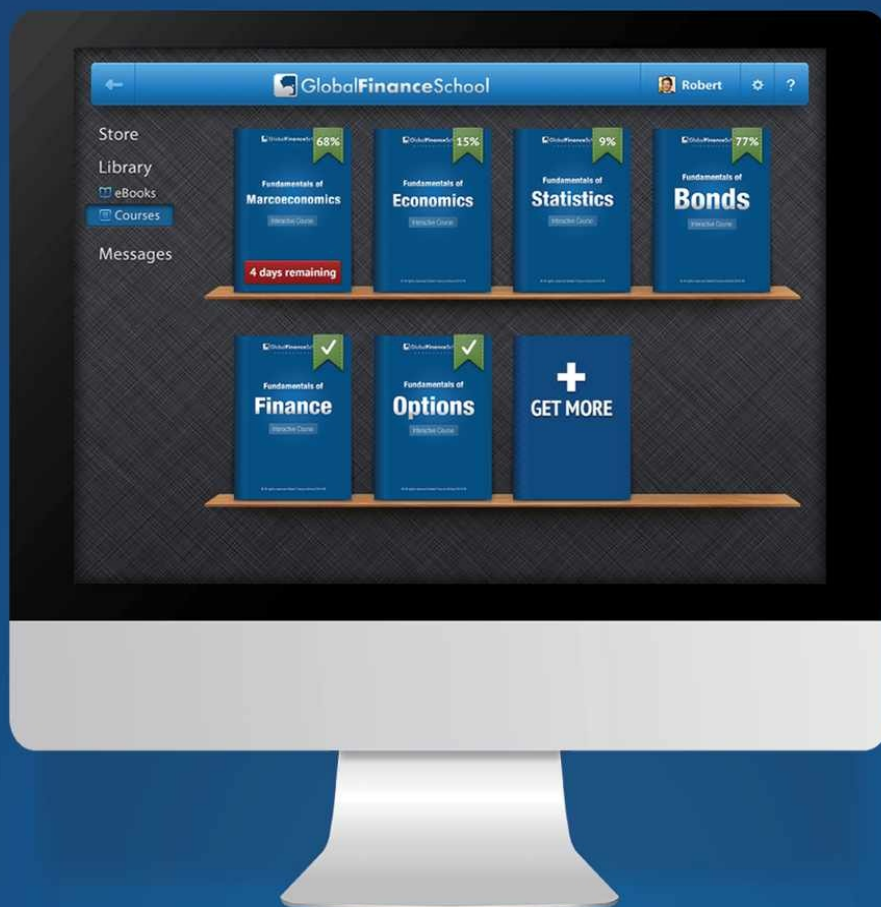 GlobalFinanceSchool
Robert
?
Store
Library
eBooks
Courses
Messages
68%
Fundamentals of
Marcoeconomics
Interactive Course
4 days remaining
15%
Fundamentals of
Economics
Interactive Course
9%
Fundamentals of
Statistics
Interactive Course
77%
Fundamentals of
Bonds
Interactive Course
Fundamentals of
Finance
Interactive Course
Fundamentals of
Options
Interactive Course
+
GET MORE